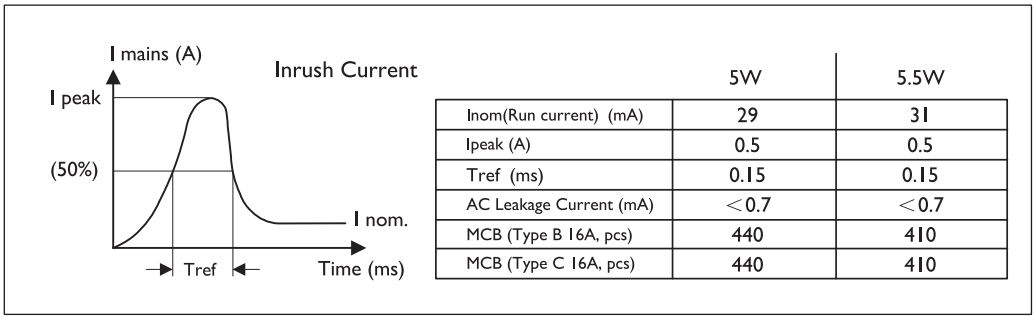 I mains (A)
Inrush Current
I peak
(50%)
I nom.
Tref
Time (ms)
5W 5.5W
Inom(Run current) (mA) 29 31
Ipeak (A) 0.5 0.5
Tref (ms) 0.15 0.15
AC Leakage Current (mA) <0.7 <0.7
MCB (Type B 16A, pcs) 440 410
MCB (Type C 16A, pcs) 440 410